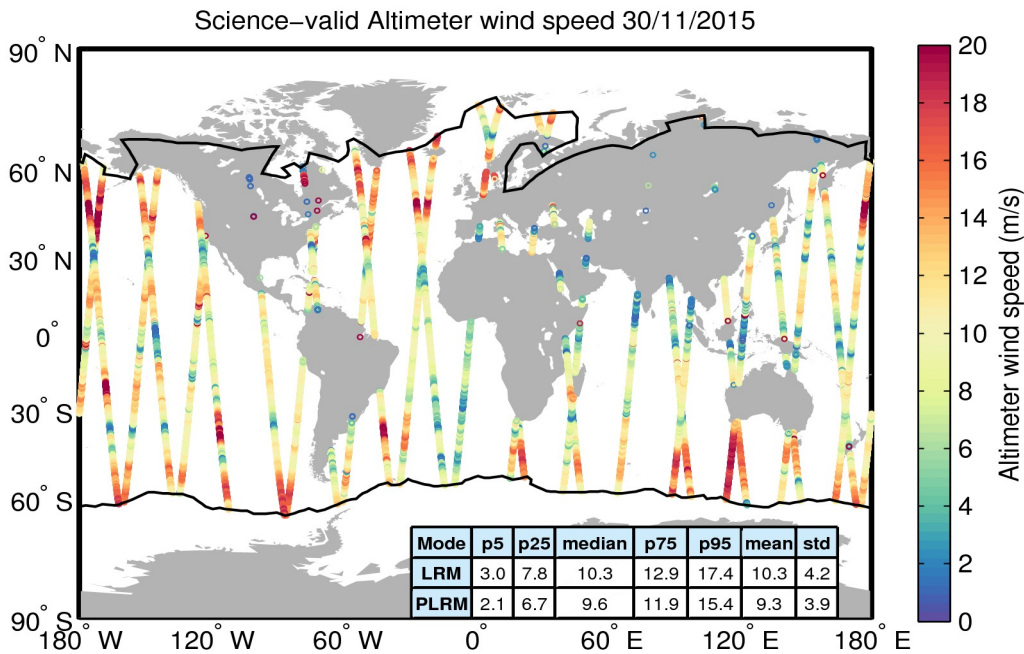 Science−valid Altimeter wind speed 30/11/2015
90° N
60° N
30° N
0°
30° S
60° S
90° S
180° W
120° W
60° W
0°
60° E
120° E
180° E
Mode p5 p25 median p75 p95 mean std
LRM 3.0 7.8 10.3 12.9 17.4 10.3 4.2
PLRM 2.1 6.7 9.6 11.9 15.4 9.3 3.9
20
18
16
14
12
10
8
6
4
2
0
Altimeter wind speed (m/s)